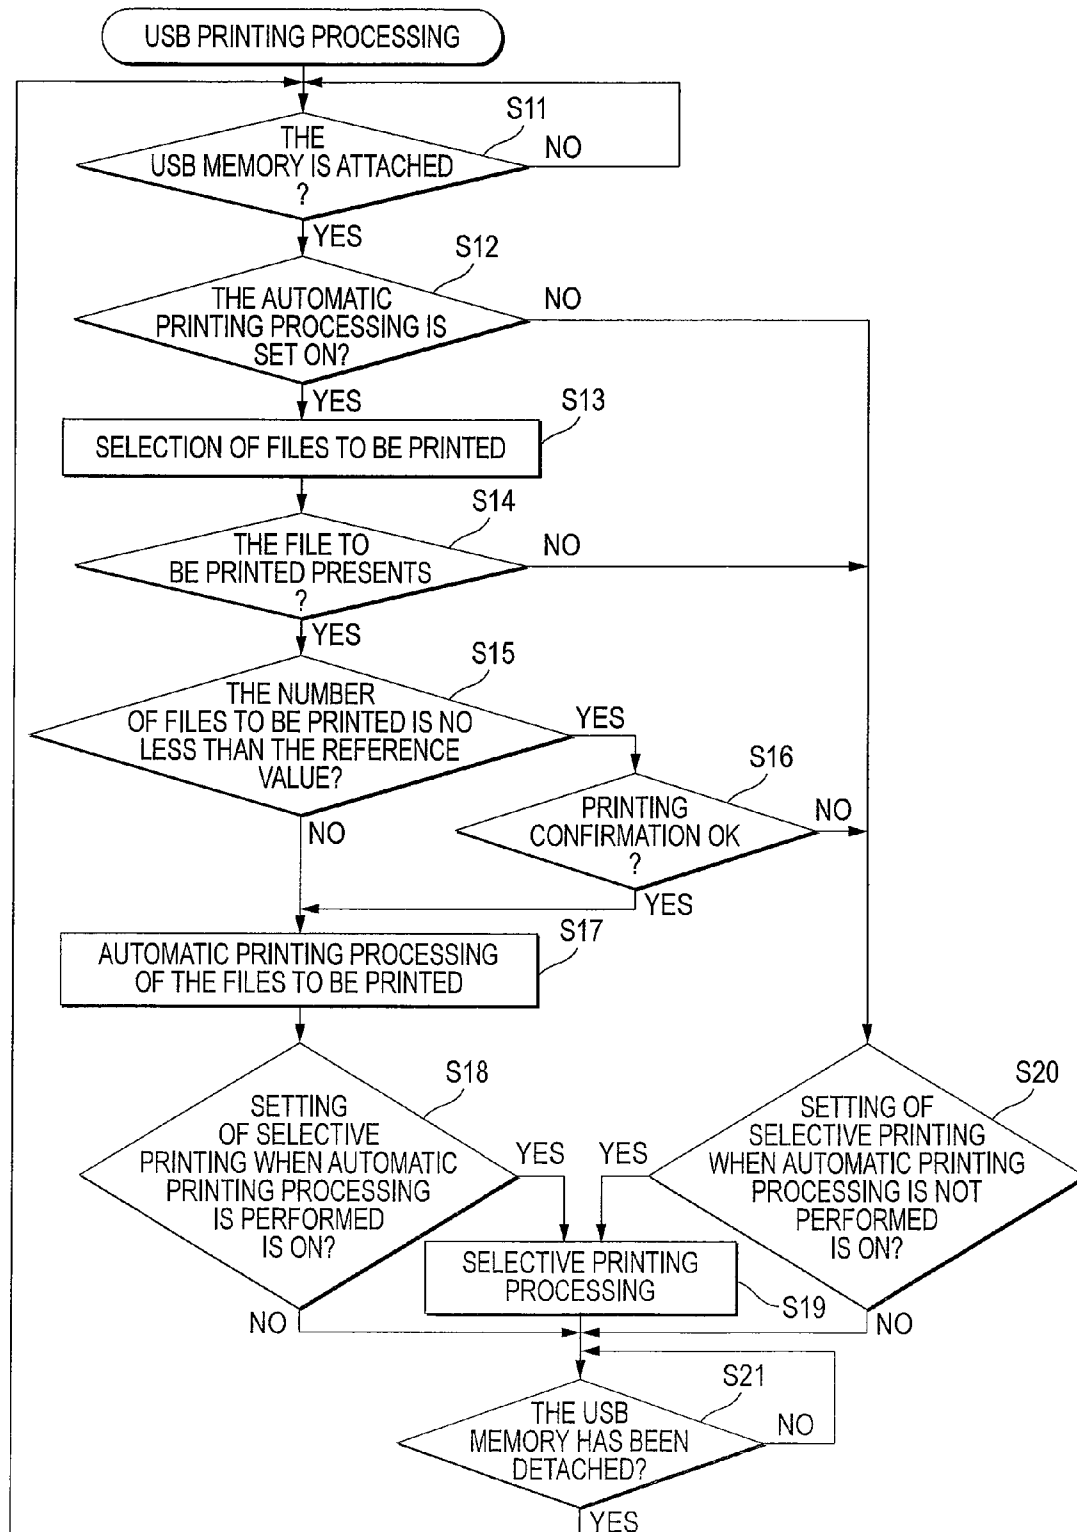 USB PRINTING PROCESSING
S11
THE
USB MEMORY IS ATTACHED
?
NO
YES
S12
THE AUTOMATIC
PRINTING PROCESSING IS
SET ON?
NO
YES
S13
SELECTION OF FILES TO BE PRINTED
S14
THE FILE TO
BE PRINTED PRESENTS
?
NO
YES
S15
THE NUMBER
OF FILES TO BE PRINTED IS NO
LESS THAN THE REFERENCE
VALUE?
YES
NO
S16
PRINTING
CONFIRMATION OK
?
NO
YES
S17
AUTOMATIC PRINTING PROCESSING
OF THE FILES TO BE PRINTED
S18
SETTING
OF SELECTIVE
PRINTING WHEN AUTOMATIC
PRINTING PROCESSING
IS PERFORMED
IS ON?
YES
NO
S20
SETTING OF
SELECTIVE PRINTING
WHEN AUTOMATIC PRINTING
PROCESSING IS NOT
PERFORMED
IS ON?
YES
NO
SELECTIVE PRINTING
PROCESSING
S19
S21
THE USB
MEMORY HAS BEEN
DETACHED?
NO
YES